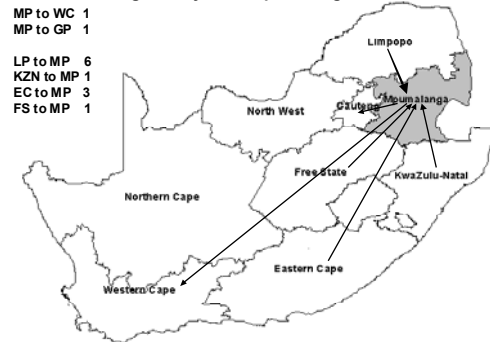 MP to WC 1
MP to GP 1
LP to MP 6
KZN to MP 1
EC to MP 3
FS to MP 1
Limpopo
Mpumalanga
Gauteng
North West
Free State
KwaZulu-Natal
Northern Cape
Eastern Cape
Western Cape